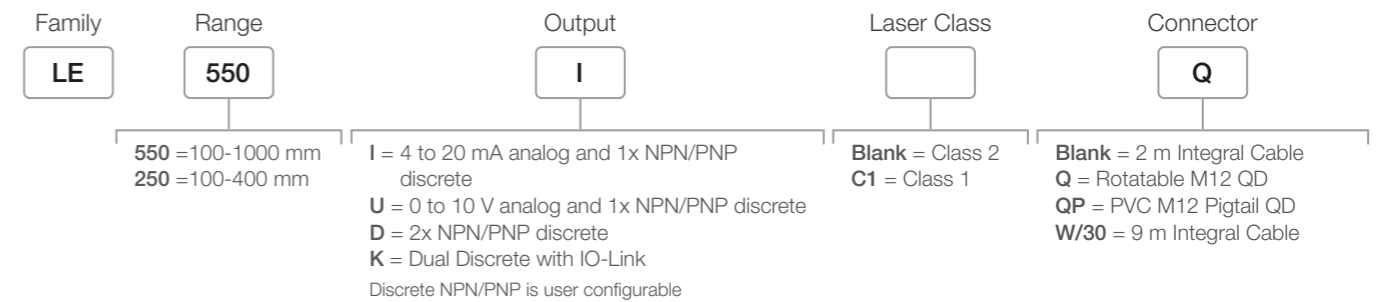 Family Range Output Laser Class Connector
LE 550 I Q
550 =100-1000 mm
250 =100-400 mm
I = 4 to 20 mA analog and 1x NPN/PNP
discrete
U = 0 to 10 V analog and 1x NPN/PNP discrete
D = 2x NPN/PNP discrete
K = Dual Discrete with IO-Link
Discrete NPN/PNP is user configurable
Blank = Class 2
C1 = Class 1
Blank = 2 m Integral Cable
Q = Rotatable M12 QD
QP = PVC M12 Pigtail QD
W/30 = 9 m Integral Cable